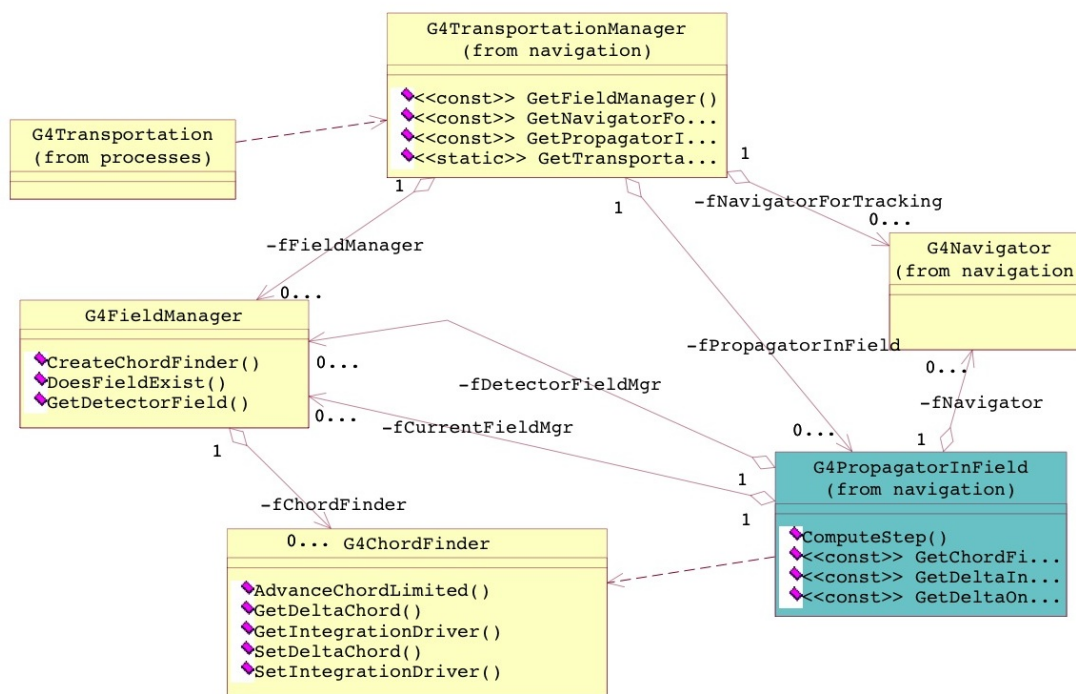 G4TransportationManager
(from navigation)
<<const>> GetFieldManager()
<<const>> GetNavigatorFo...
<<const>> GetPropagatorI...
<<static>> GetTransporta...
G4Transportation
(from processes)
1
1
1
-fNavigatorForTracking
0...
-fFieldManager
0...
G4Navigator
(from navigation
G4FieldManager
CreateChordFinder()
DoesFieldExist()
GetDetectorField()
0...
-fPropagatorInField
0...
-fDetectorFieldMgr
0...
-fCurrentFieldMgr
-fNavigator
1
0...
1
1
1
G4PropagatorInField
(from navigation)
ComputeStep()
<<const>> GetChordFi...
<<const>> GetDeltaIn...
<<const>> GetDeltaOn...
-fChordFinder
0...
G4ChordFinder
AdvanceChordLimited()
GetDeltaChord()
GetIntegrationDriver()
SetDeltaChord()
SetIntegrationDriver()